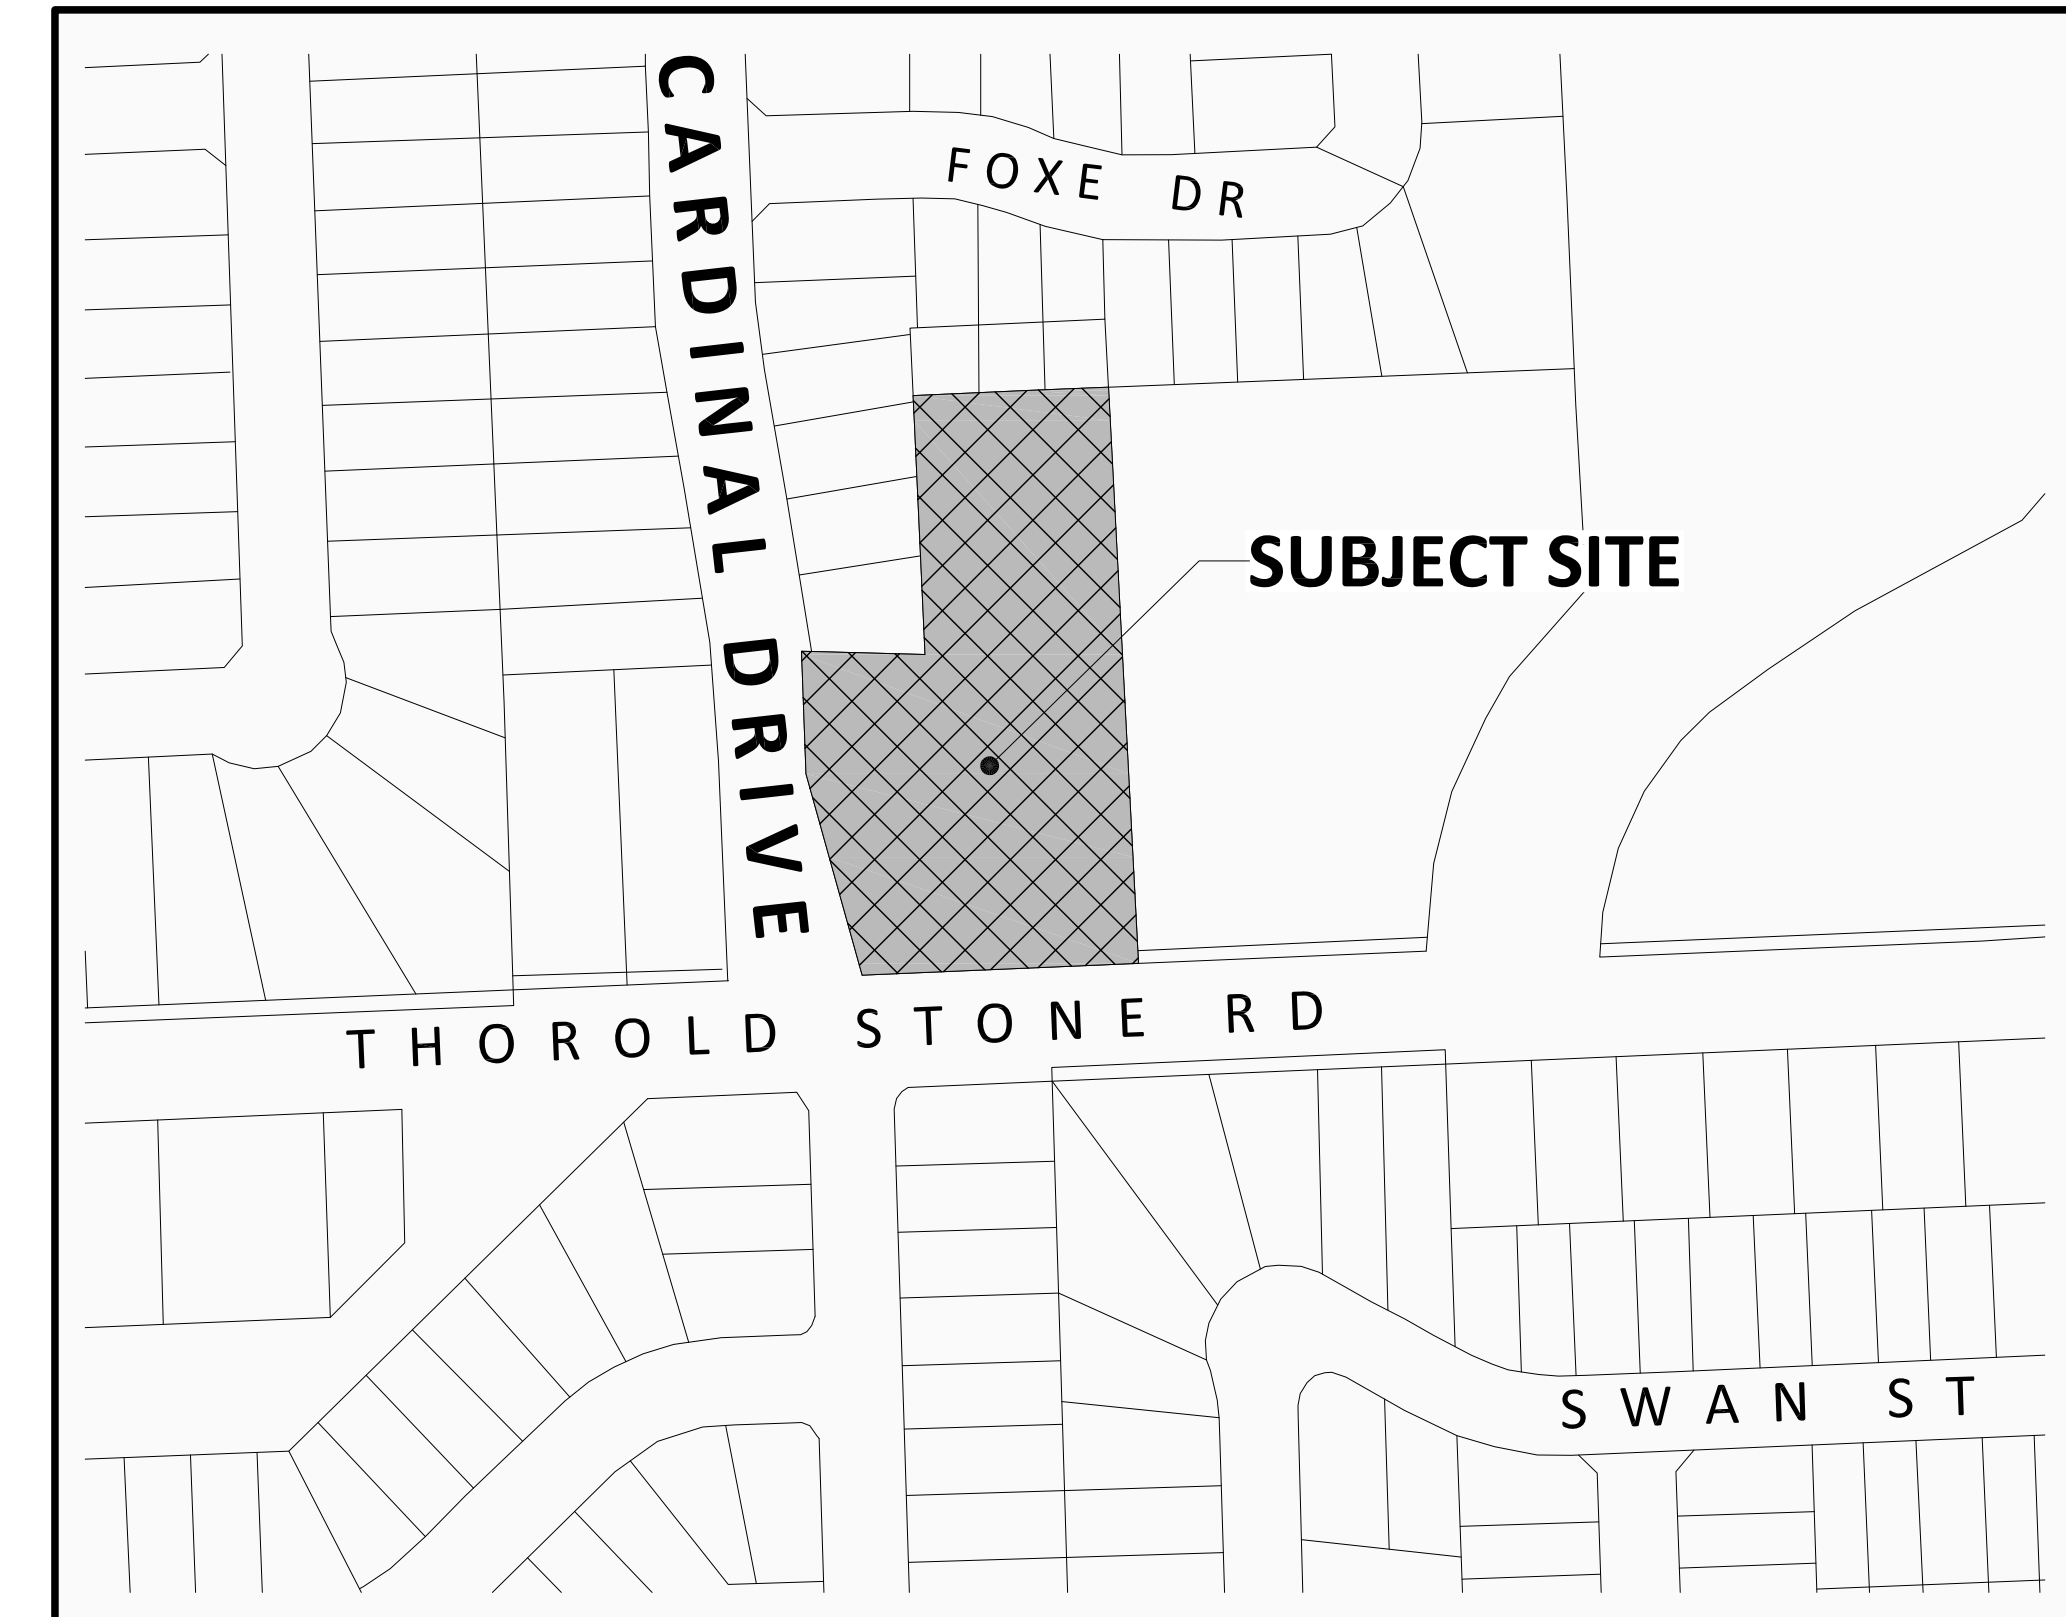 CARDINAL DRIVE
FOXE DR
SUBJECT SITE
THOROLD STONE RD
SWAN ST